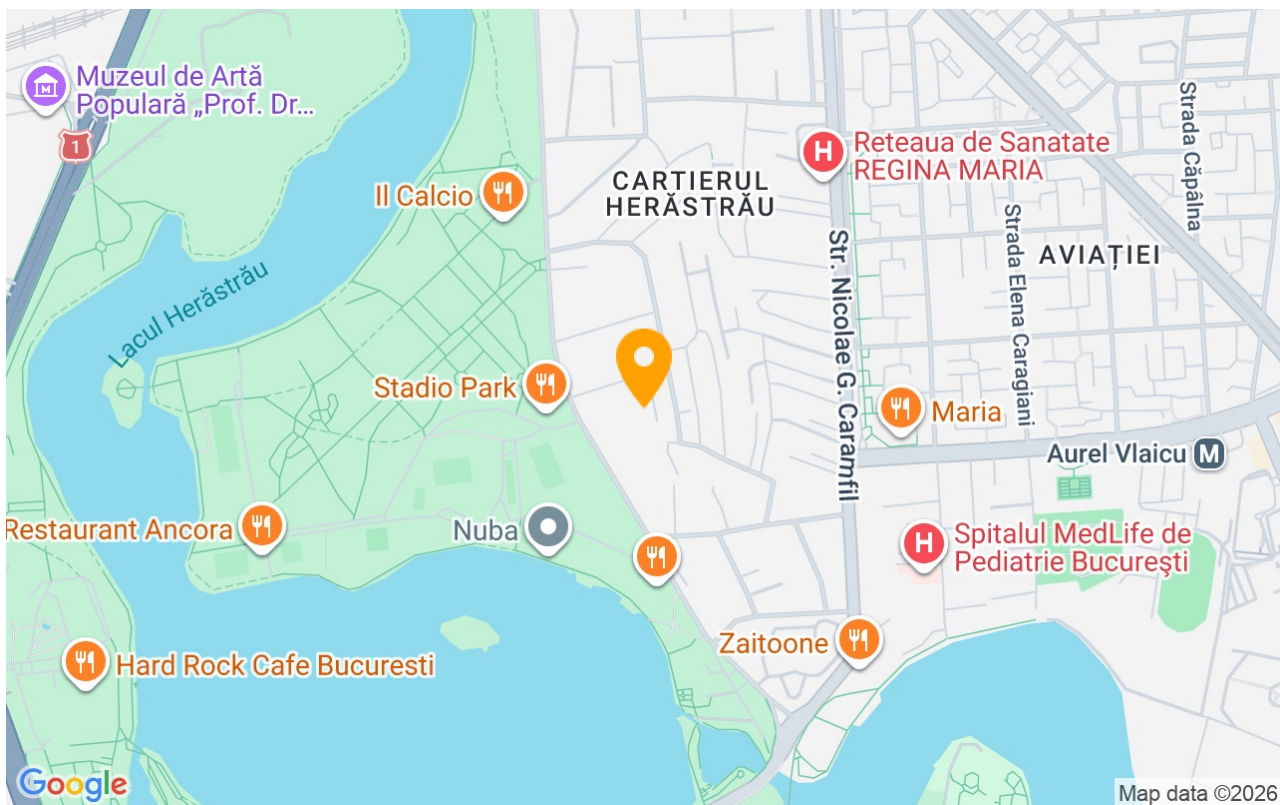 Muzeul de Artă
Populară „Prof. Dr...
1
Il Calcio
CARTIERUL
HERĂSTRĂU
H
Reteaua de Sanatate
REGINA MARIA
Strada Căpâlna
Strada Elena Caragiani
AVIAȚIEI
Str. Nicolae G. Caramfil
Lacul Herăstrău
Stadio Park
Maria
Aurel Vlaicu M
Restaurant Ancora
Nuba
H
Spitalul MedLife de
Pediatrie Bucureşti
Zaitoone
Hard Rock Cafe Bucuresti
Google
Map data ©2026